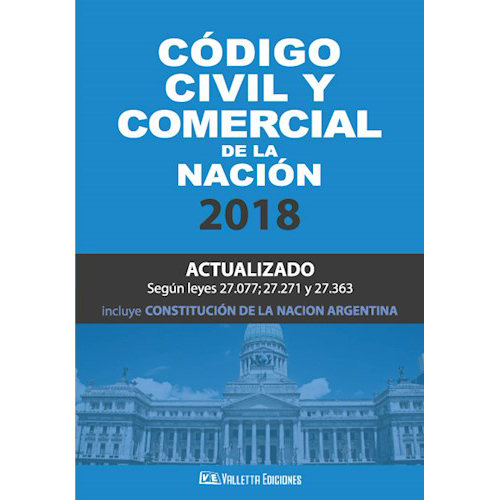 CÓDIGO
CIVIL Y
COMERCIAL
DE LA
NACIÓN
2018
ACTUALIZADO
Según leyes 27.077; 27.271 y 27.363
incluye CONSTITUCIÓN DE LA NACION ARGENTINA
VE VALLETTA EDICIONES